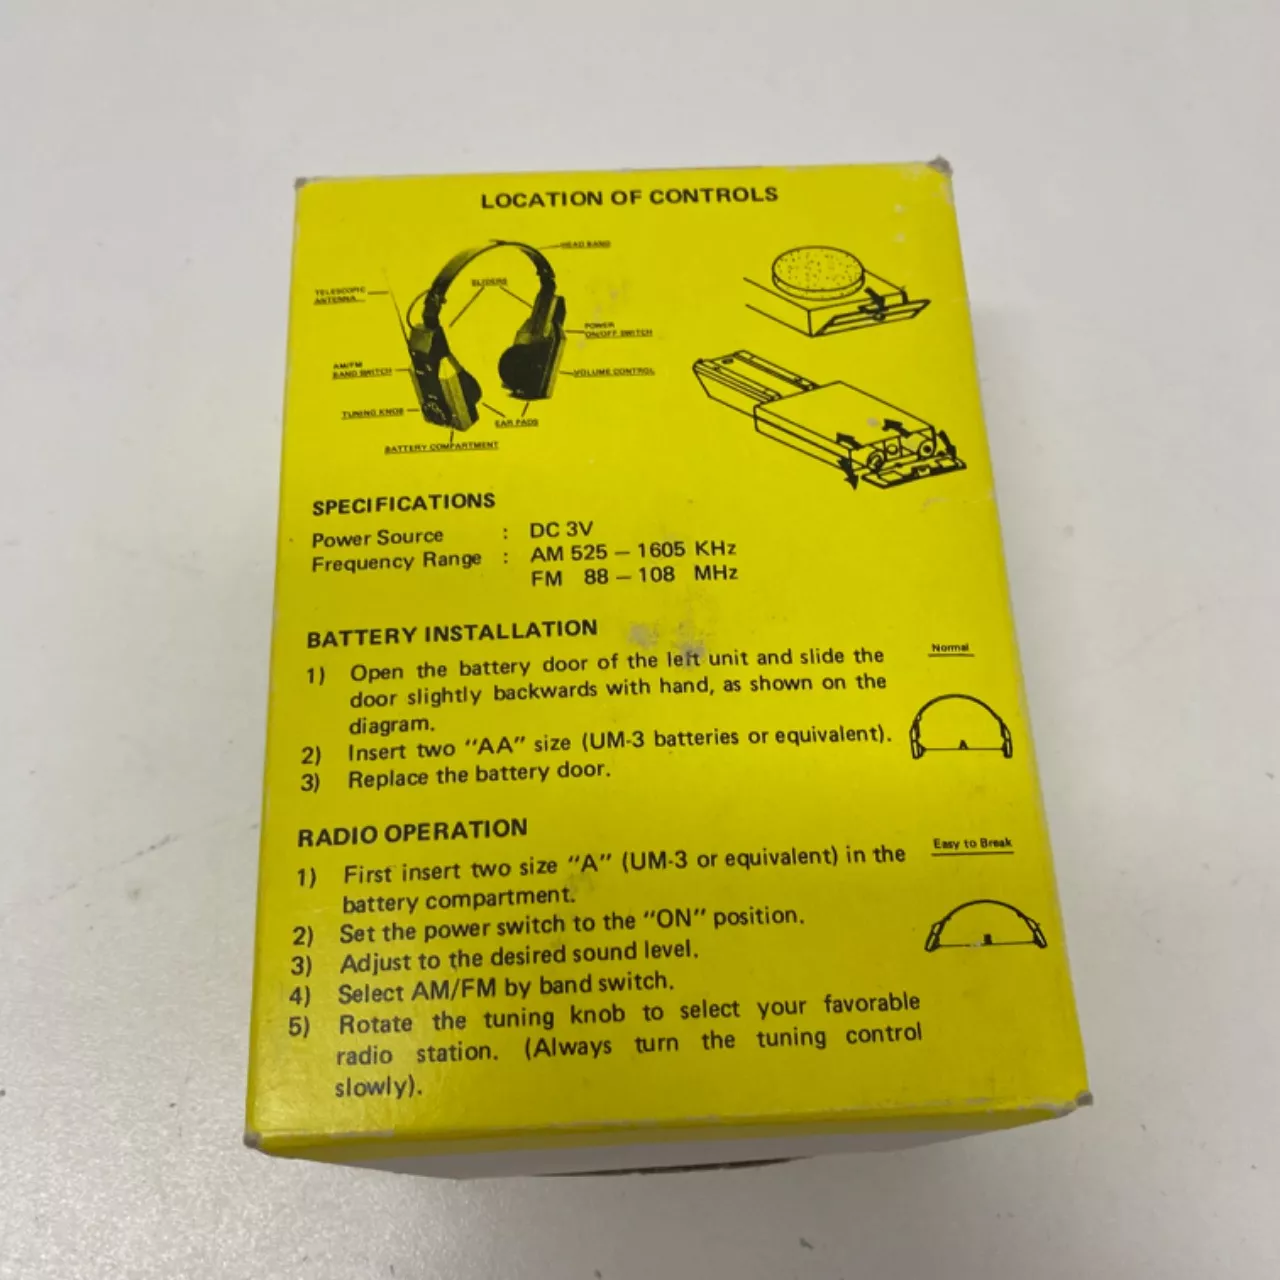 LOCATION OF CONTROLS
HEAD BAND
SLIDERS
TELESCOPIC
ANTENNA
POWER
ON/OFF SWITCH
AM/FM
BAND SWITCH
VOLUME CONTROL
TUNING KNOB
EAR PADS
BATTERY COMPARTMENT
SPECIFICATIONS
Power Source : DC 3V
Frequency Range : AM 525 – 1605 KHz
FM 88 – 108 MHz
BATTERY INSTALLATION
1) Open the battery door of the left unit and slide the
door slightly backwards with hand, as shown on the
diagram.
2) Insert two "AA" size (UM-3 batteries or equivalent).
3) Replace the battery door.
Normal
A
RADIO OPERATION
1) First insert two size "A" (UM-3 or equivalent) in the
battery compartment.
2) Set the power switch to the "ON" position.
3) Adjust to the desired sound level.
4) Select AM/FM by band switch.
5) Rotate the tuning knob to select your favorable
radio station. (Always turn the tuning control
slowly).
Easy to Break
B